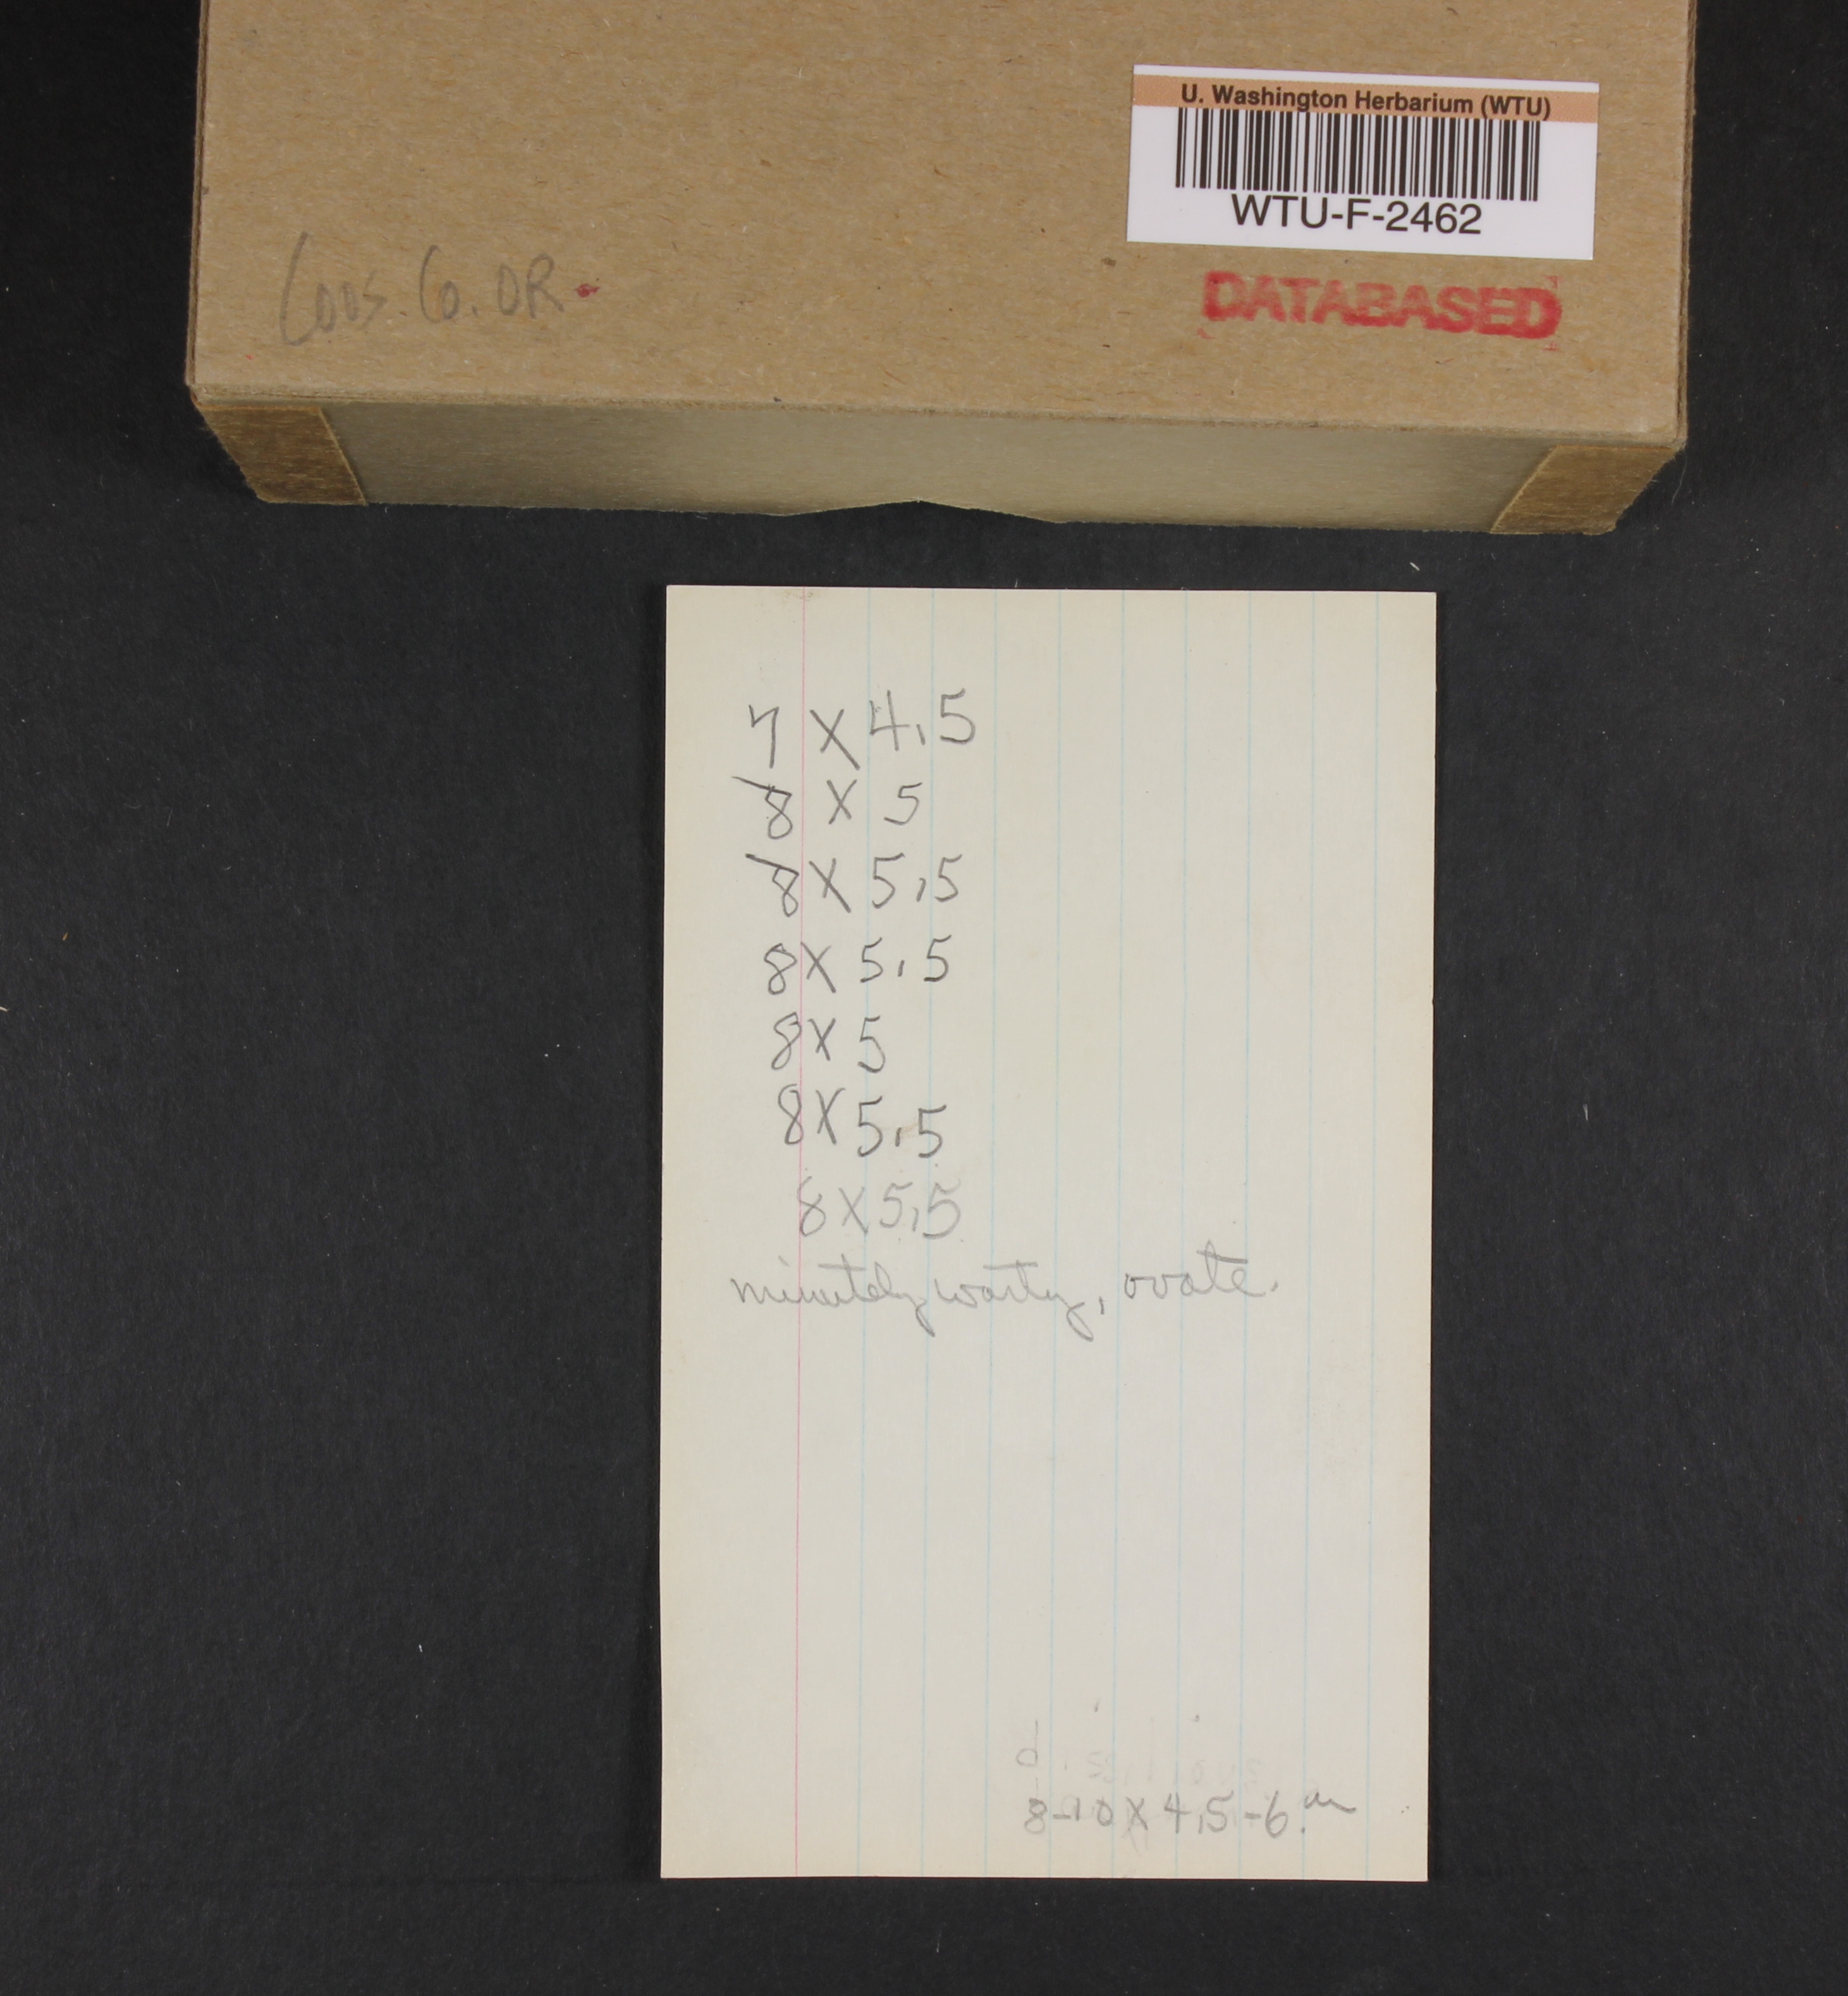 U. Washington Herbarium (WTU)
WTU-F-2462
Coos. Co. OR.
DATABASED
7 X 4.5
8 X 5
8 X 5.5
8 X 5.5
8 X 5
8 X 5.5
8 X 5.5
minutely warty, ovate.
8-10 X 4.5-6